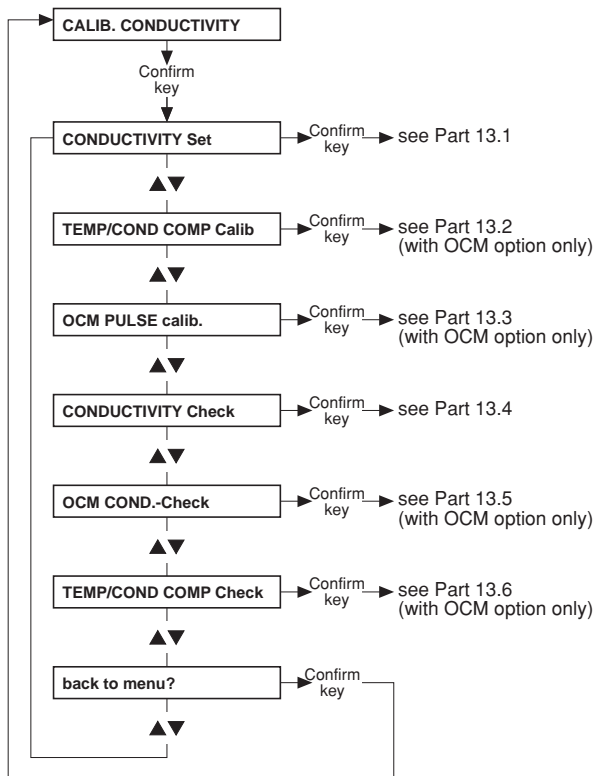 CALIB. CONDUCTIVITY
Confirm
key
CONDUCTIVITY Set
Confirm
key
see Part 13.1
▲▼
TEMP/COND COMP Calib
Confirm
key
see Part 13.2
(with OCM option only)
▲▼
OCM PULSE calib.
Confirm
key
see Part 13.3
(with OCM option only)
▲▼
CONDUCTIVITY Check
Confirm
key
see Part 13.4
▲▼
OCM COND.-Check
Confirm
key
see Part 13.5
(with OCM option only)
▲▼
TEMP/COND COMP Check
Confirm
key
see Part 13.6
(with OCM option only)
▲▼
back to menu?
Confirm
key
▲▼